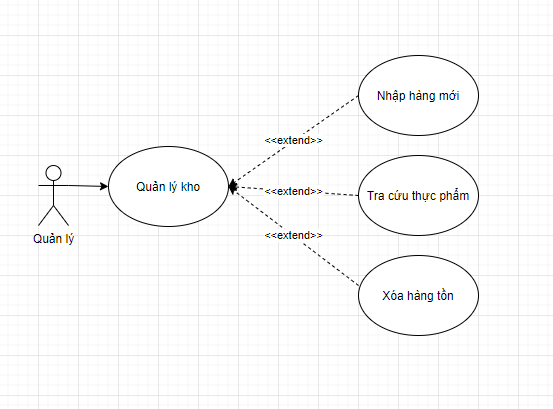 Nhập hàng mới
<<extend>>
Quản lý kho
<<extend>>
Tra cứu thực phẩm
Quản lý
<<extend>>
Xóa hàng tồn